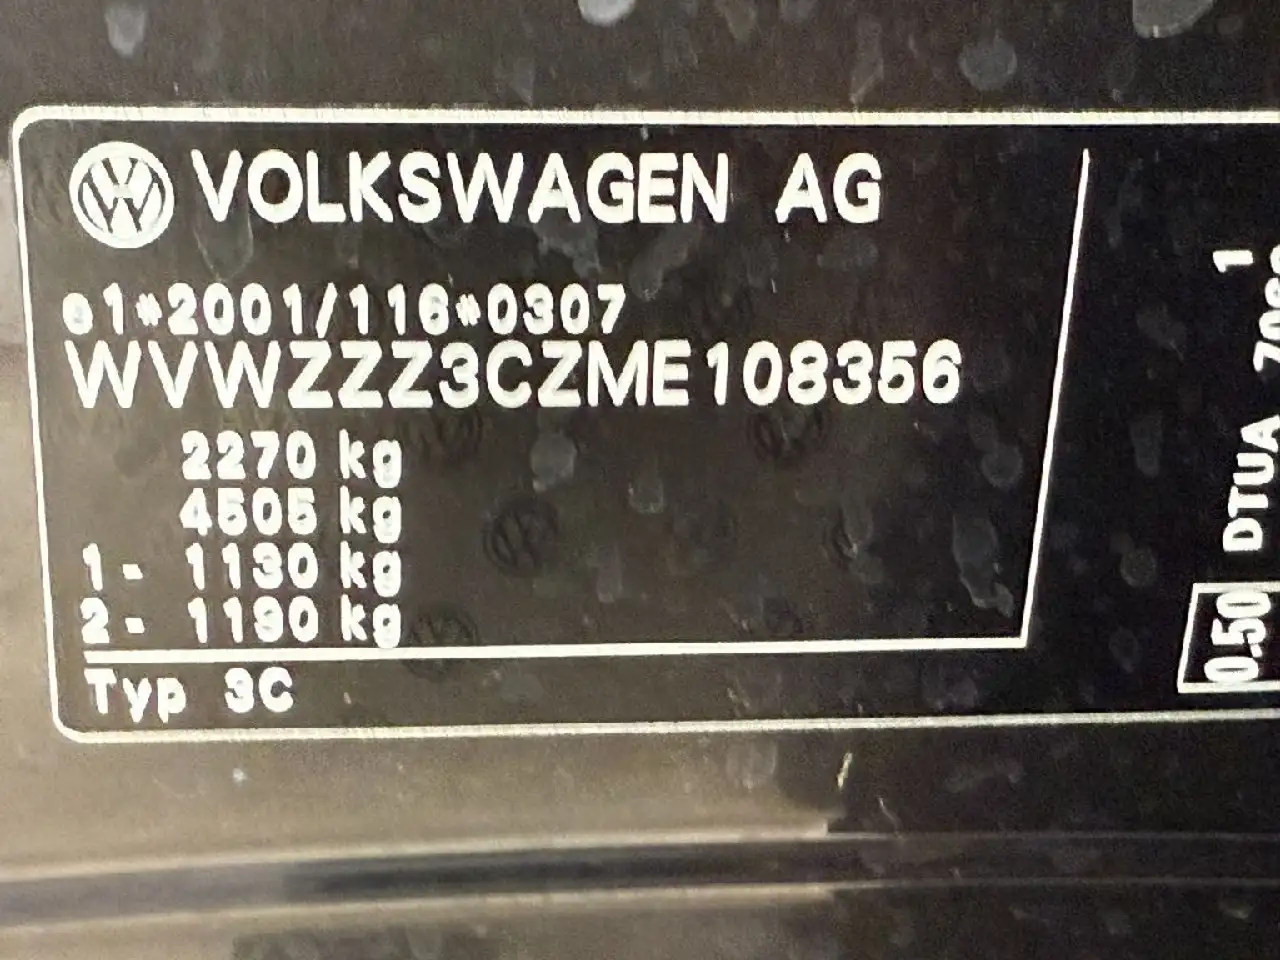 VOLKSWAGEN AG
e1*2001/116*0307
WVWZZZ3CZME108356
2270 kg
4505 kg
1- 1130 kg
2- 1190 kg
Typ 3C
1
DTUA
0.50